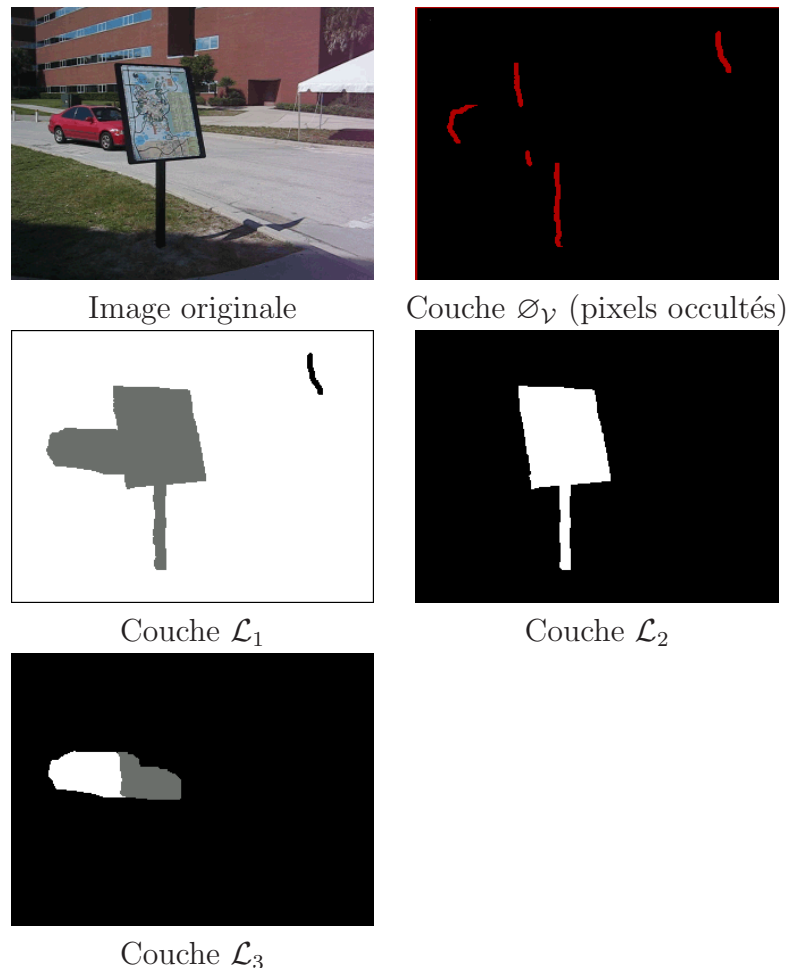 Image originale
Couche ∅𝒱 (pixels occultés)
Couche ℒ₁
Couche ℒ₂
Couche ℒ₃